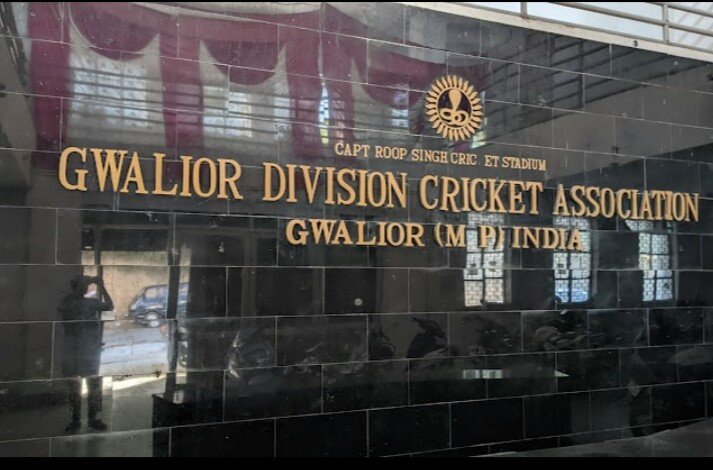 CAPT ROOP SINGH CRIC ET STADIUM
GWALIOR DIVISION CRICKET ASSOCIATION
GWALIOR (M P) INDIA